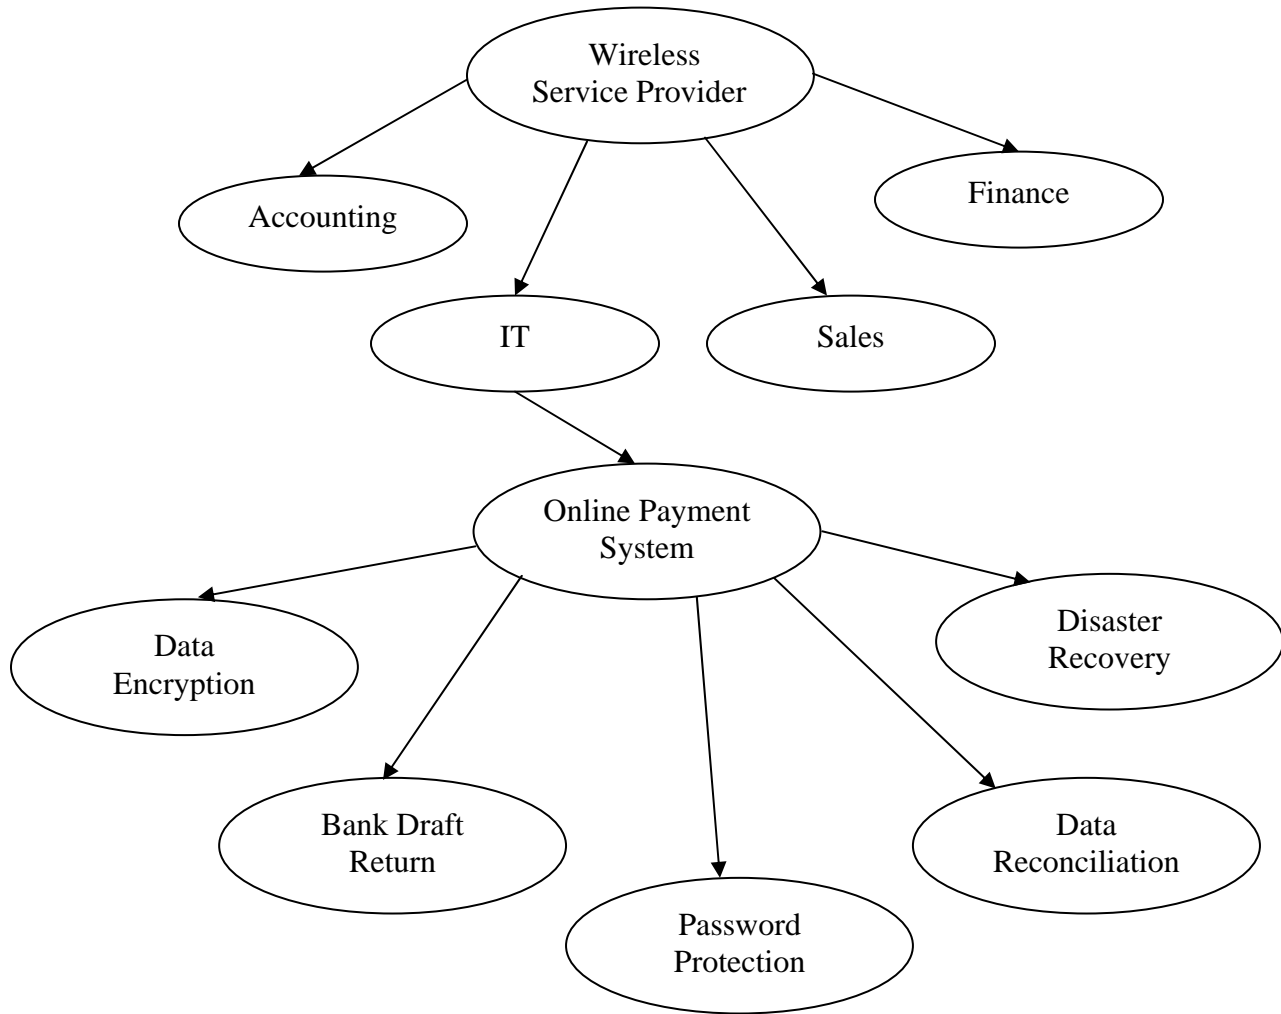 Wireless
Service Provider
Accounting
Finance
IT
Sales
Online Payment
System
Data
Encryption
Disaster
Recovery
Bank Draft
Return
Data
Reconciliation
Password
Protection